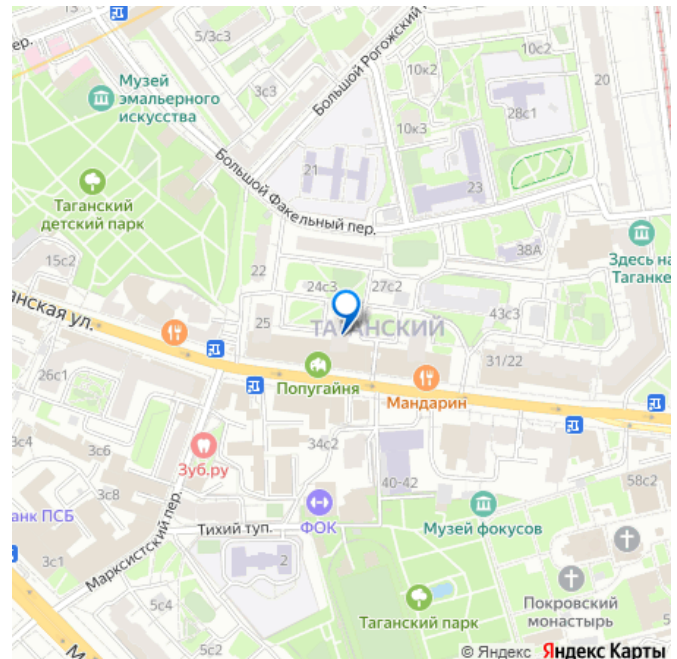 пер.
5/3с3
Музей
эмальерного
искусства
3с3
Большой Рогожский
10к2
10с2
20
28с1
10к3
21
23
Большой Факельный пер.
Таганский
детский парк
38А
Здесь на
Таганке
15с2
22
24с3
27с2
43с3
нская ул.
25
ТАГАНСКИЙ
31/22
Попугайня
Мандарин
26с1
3с4
3с6
Зуб.ру
34с2
40-42
58с2
3с8
анк ПСБ
ФОК
Музей фокусов
Тихий туп.
Марксистский пер.
3с1
2
5с4
Таганский парк
Покровский
монастырь
М
© Яндекс Яндекс Карты